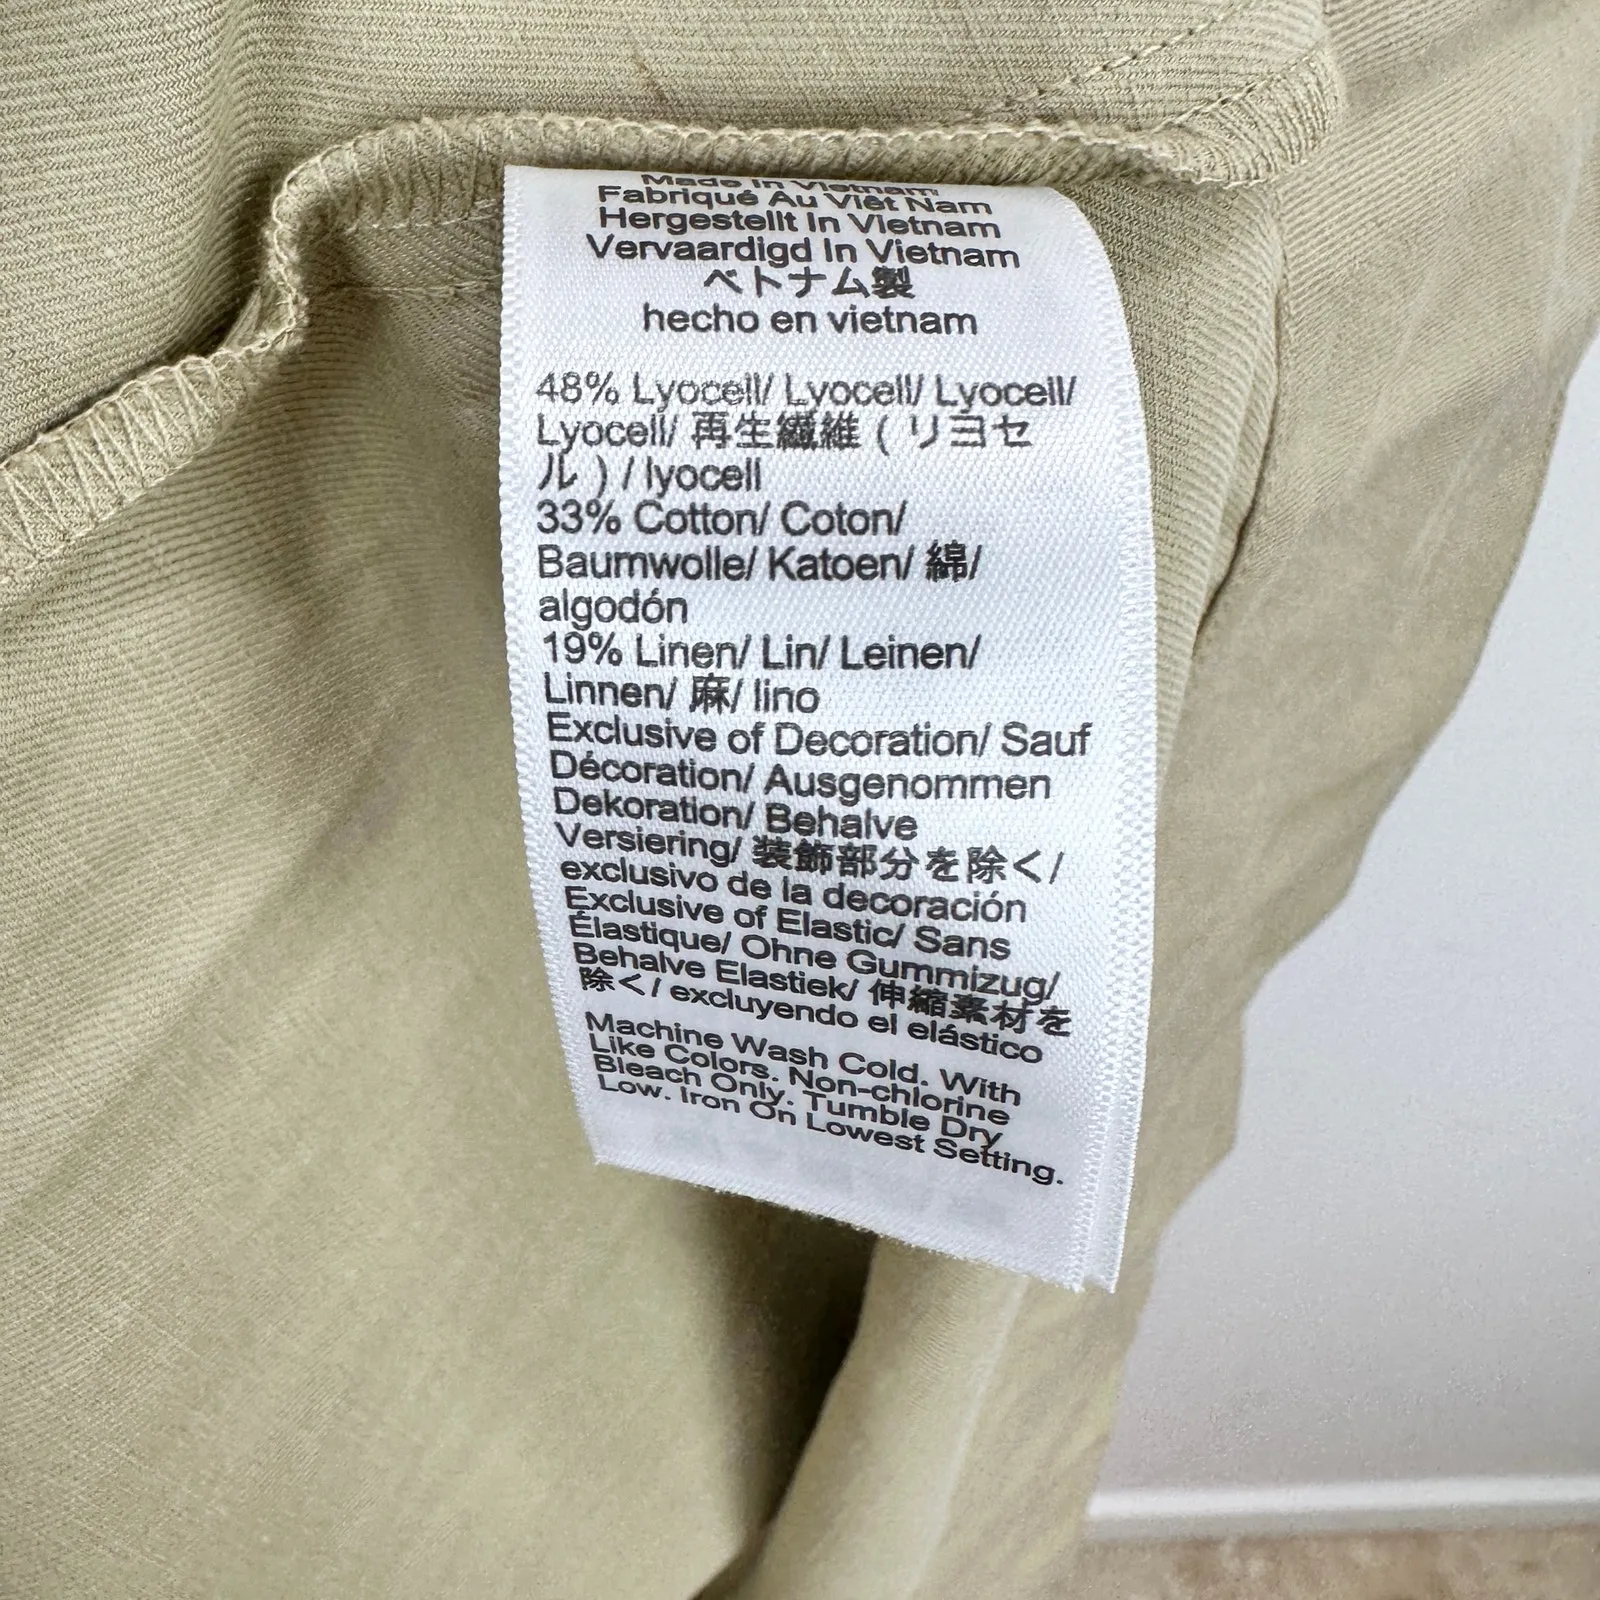 Made In Vietnam
Fabriqué Au Viêt Nam
Hergestellt In Vietnam
Vervaardigd In Vietnam
ベトナム製
hecho en vietnam
48% Lyocell/ Lyocell/ Lyocell/
Lyocell/ 再生繊維 ( リヨセ
ル ) / lyocell
33% Cotton/ Coton/
Baumwolle/ Katoen/ 綿/
algodón
19% Linen/ Lin/ Leinen/
Linnen/ 麻/ lino
Exclusive of Decoration/ Sauf
Décoration/ Ausgenommen
Dekoration/ Behalve
Versiering/ 装飾部分を除く/
exclusivo de la decoración
Exclusive of Elastic/ Sans
Élastique/ Ohne Gummizug/
Behalve Elastiek/ 伸縮素材を
除く/ excluyendo el elástico
Machine Wash Cold. With
Like Colors. Non-chlorine
Bleach Only. Tumble Dry
Low. Iron On Lowest Setting.